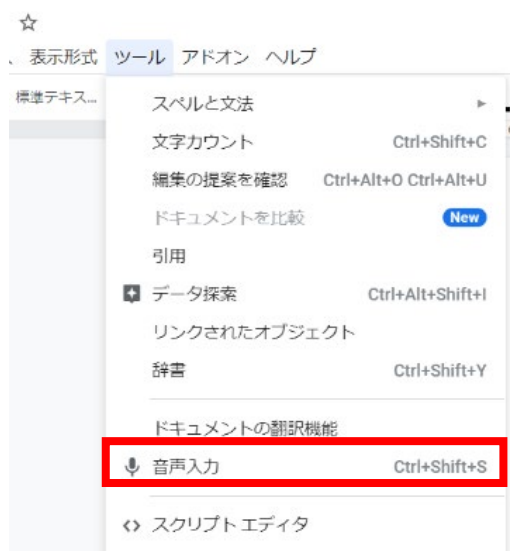 表示形式 ツール アドオン ヘルプ
標準テキス...
スペルと文法
文字カウント Ctrl+Shift+C
編集の提案を確認 Ctrl+Alt+O Ctrl+Alt+U
ドキュメントを比較 New
引用
データ探索 Ctrl+Alt+Shift+I
リンクされたオブジェクト
辞書 Ctrl+Shift+Y
ドキュメントの翻訳機能
音声入力 Ctrl+Shift+S
スクリプト エディタ